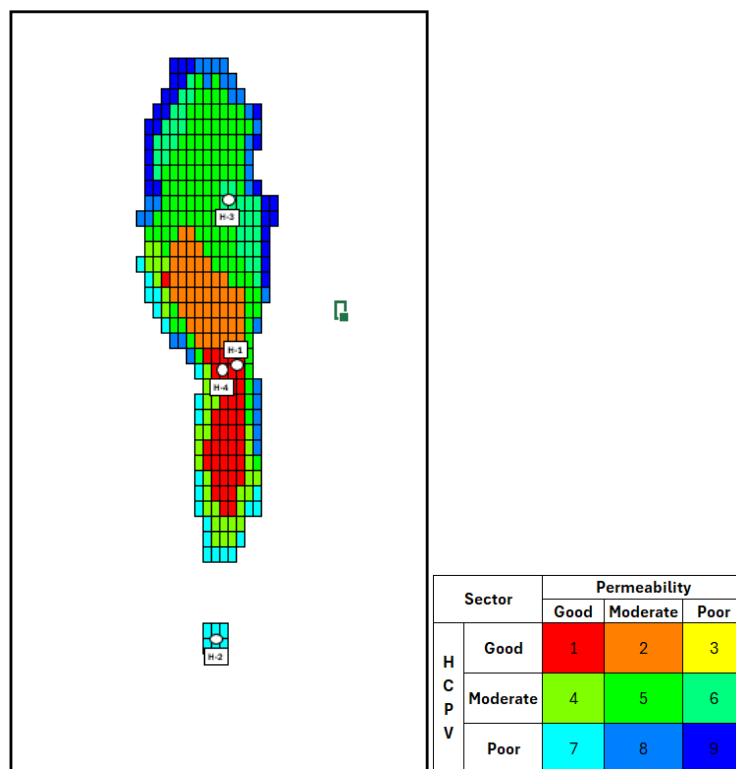 H-3
H-1
H-4
H-2
Sector
Permeability
Good Moderate Poor
H
C
P
V
Good 1 2 3
Moderate 4 5 6
Poor 7 8 9